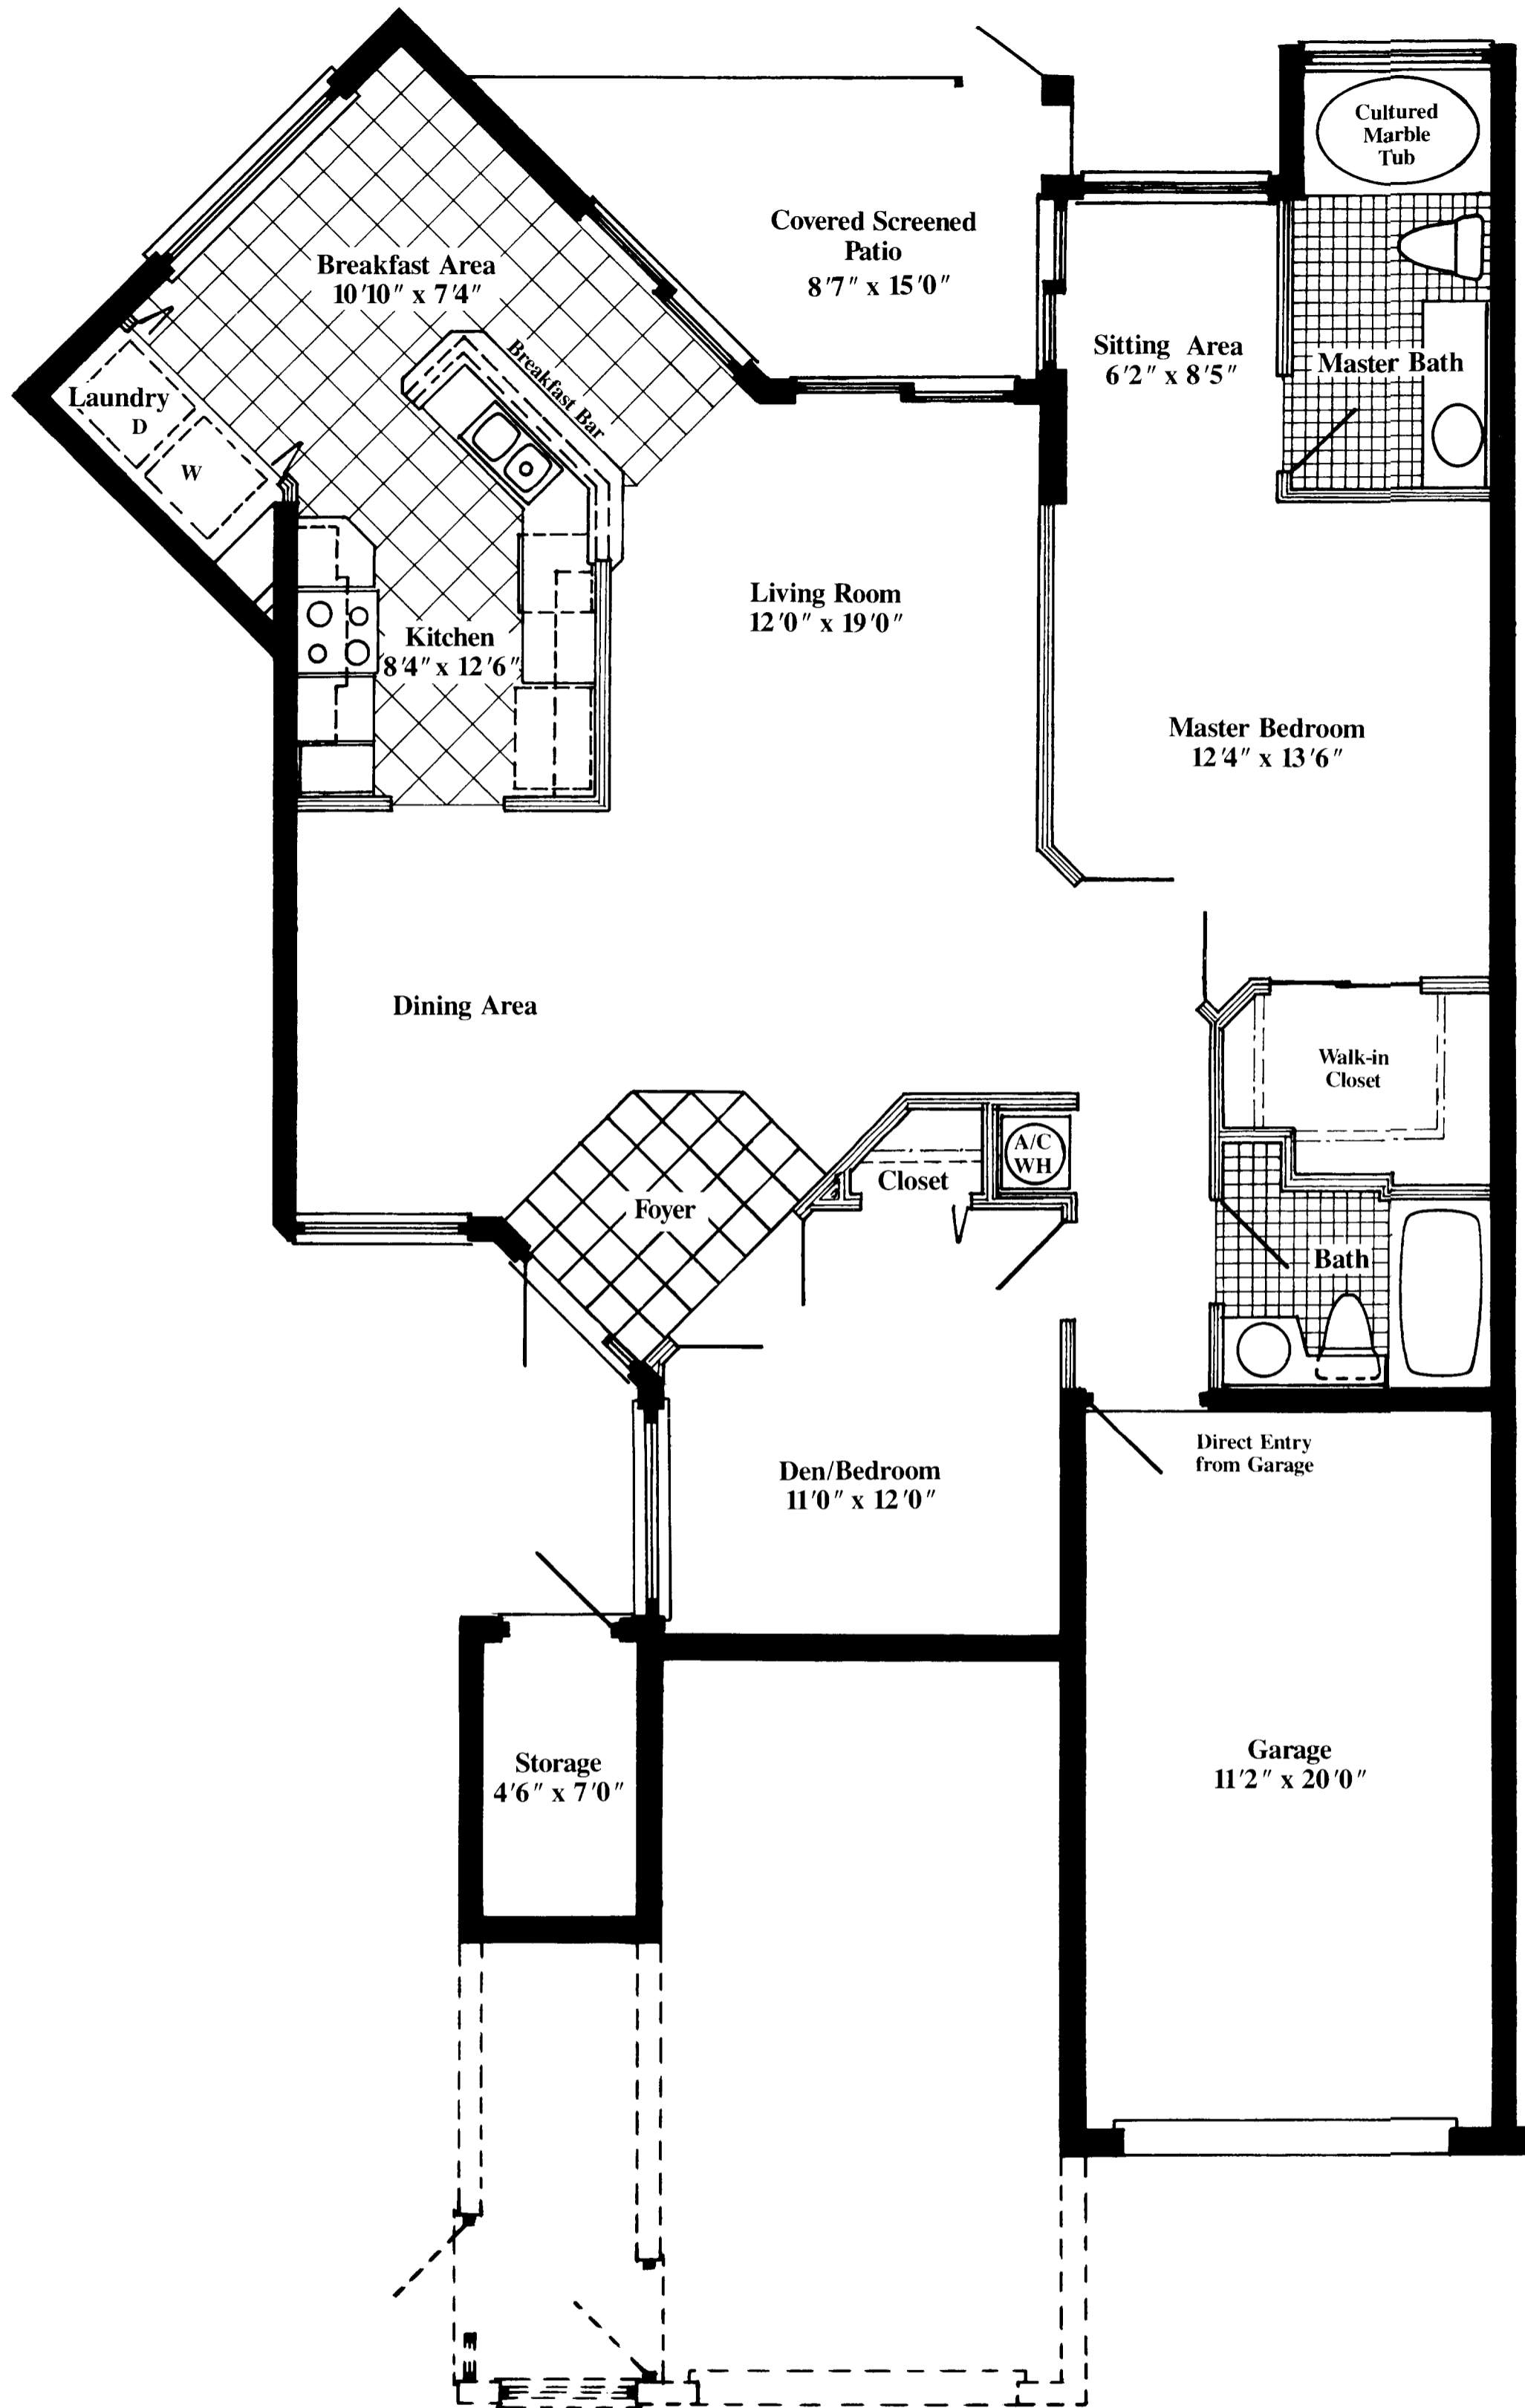 Cultured
Marble
Tub
Covered Screened
Patio
8'7" x 15'0"
Breakfast Area
10'10" x 7'4"
Breakfast Bar
Sitting Area
6'2" x 8'5"
Master Bath
Laundry
D
W
Living Room
12'0" x 19'0"
Kitchen
8'4" x 12'6"
Master Bedroom
12'4" x 13'6"
Dining Area
Walk-in
Closet
A/C
WH
Closet
Foyer
Bath
Direct Entry
from Garage
Den/Bedroom
11'0" x 12'0"
Storage
4'6" x 7'0"
Garage
11'2" x 20'0"